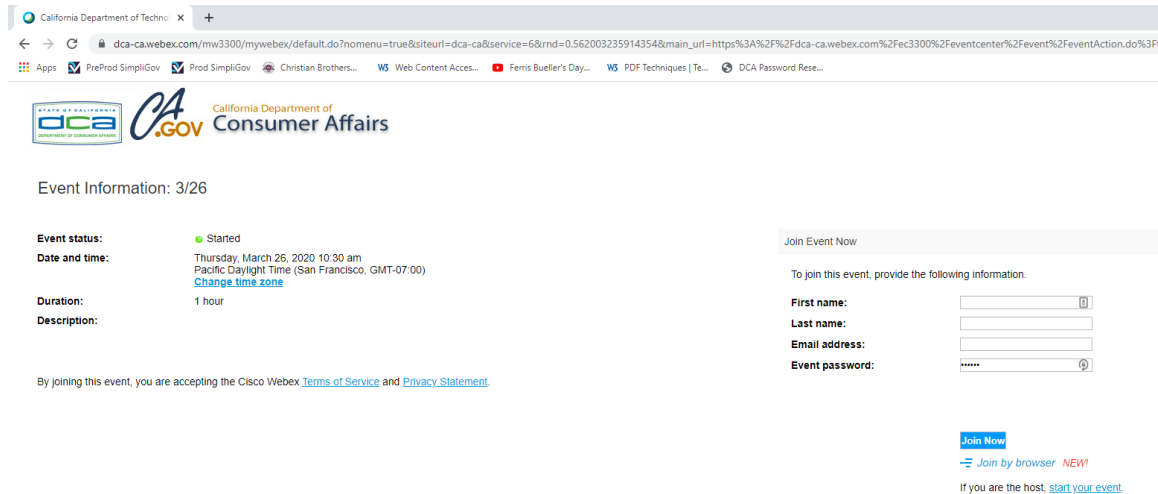 California Department of Techno
dca-ca.webex.com/mw3300/mywebex/default.do?nomenu=true&siteurl=dca-ca&service=6&rnd=0.562003235914354&main_url=https%3A%2F%2Fdca-ca.webex.com%2Fec3300%2Feventcenter%2Fevent%2FeventAction.do%3Ft
Apps PreProd SimpliGov Prod SimpliGov Christian Brothers... W3 Web Content Acces... Ferris Bueller's Day... W3 PDF Techniques | Te... DCA Password Rese...
STATE OF CALIFORNIA
dca
DEPARTMENT OF CONSUMER AFFAIRS
CA
.GOV
California Department of
Consumer Affairs
Event Information: 3/26
Event status: Started
Date and time: Thursday, March 26, 2020 10:30 am
Pacific Daylight Time (San Francisco, GMT-07:00)
Change time zone
Duration: 1 hour
Description:
By joining this event, you are accepting the Cisco Webex Terms of Service and Privacy Statement.
Join Event Now
To join this event, provide the following information.
First name:
Last name:
Email address:
Event password: ••••••
Join Now
Join by browser NEW!
If you are the host, start your event.